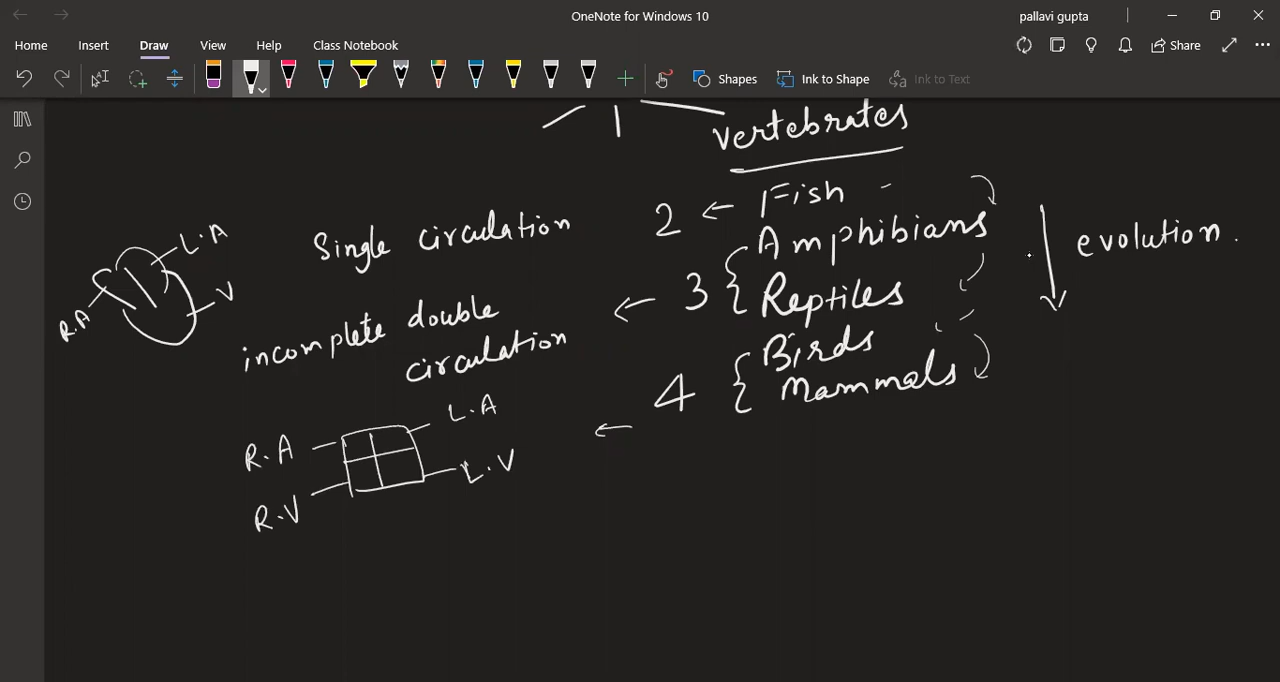 OneNote for Windows 10
pallavi gupta
Home Insert Draw View Help Class Notebook
Share
Shapes
Ink to Shape
Ink to Text
vertebrates
Single circulation 2 ← Fish
Amphibians
evolution.
L.A
R.A
V
incomplete double
circulation
← 3 { Reptiles
Birds
← 4 { Mammals
R.A L.A
R.V L.V